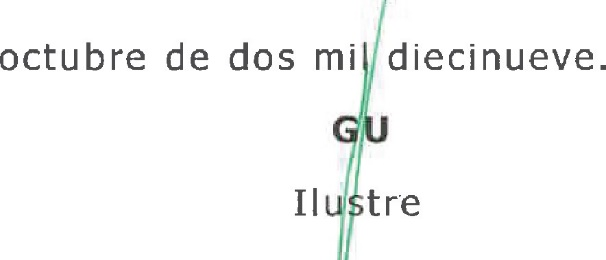 octubre de dos mil diecinueve.
GU
Ilustre